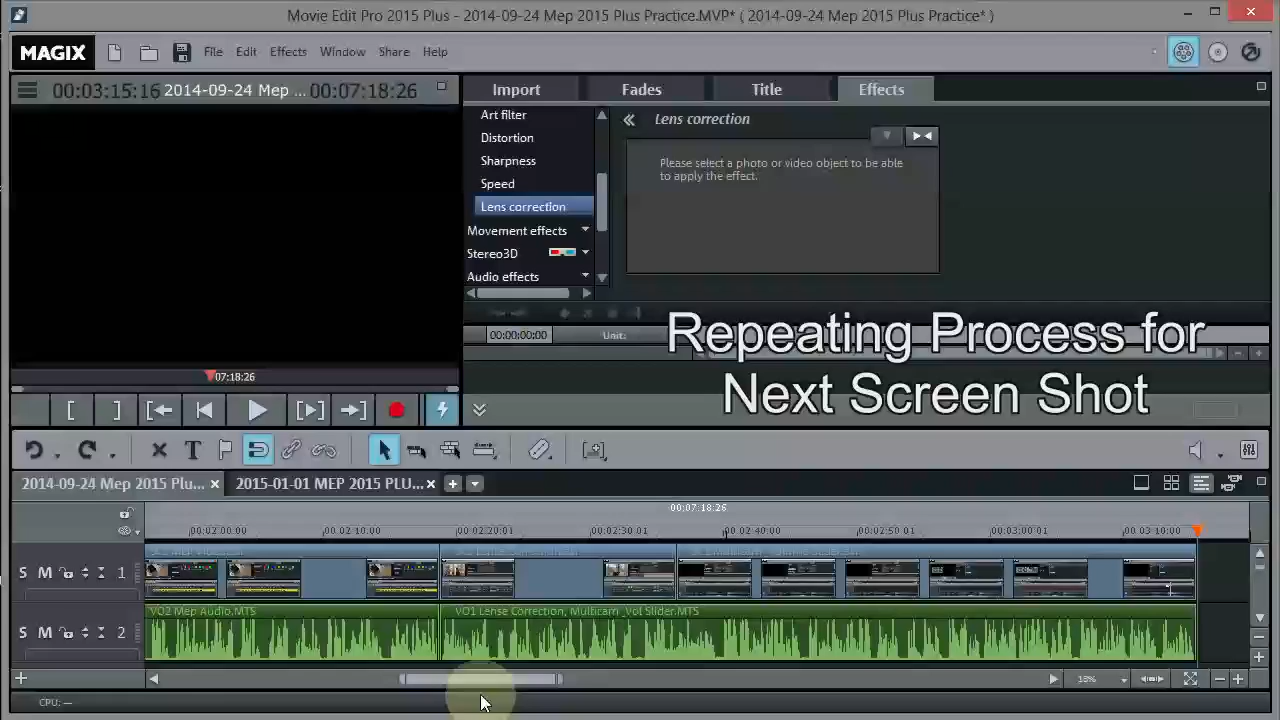 Movie Edit Pro 2015 Plus - 2014-09-24 Mep 2015 Plus Practice.MVP* ( 2014-09-24 Mep 2015 Plus Practice* )
MAGIX File Edit Effects Window Share Help
00:03:15:16 2014-09-24 Mep ... 00:07:18:26
Import Fades Title Effects
Art filter
Distortion
Sharpness
Speed
Lens correction
Movement effects
Stereo3D
Audio effects
Lens correction
Please select a photo or video object to be able
to apply the effect.
00:00:00:00 Unit:
Repeating Process for
Next Screen Shot
07:18:26
2014-09-24 Mep 2015 Plu... 2015-01-01 MEP 2015 PLU...
00:07:18:26
00:02:00:00 00:02:10:00 00:02:20:01 00:02:30:01 00:02:40:00 00:02:50:01 00:03:00:01 00:03:10:00
S M 1
VO2 Mep Audio.MTS VO1 Lense Correction, Multicam _Vol Slider.MTS
S M 2
38%
CPU: —